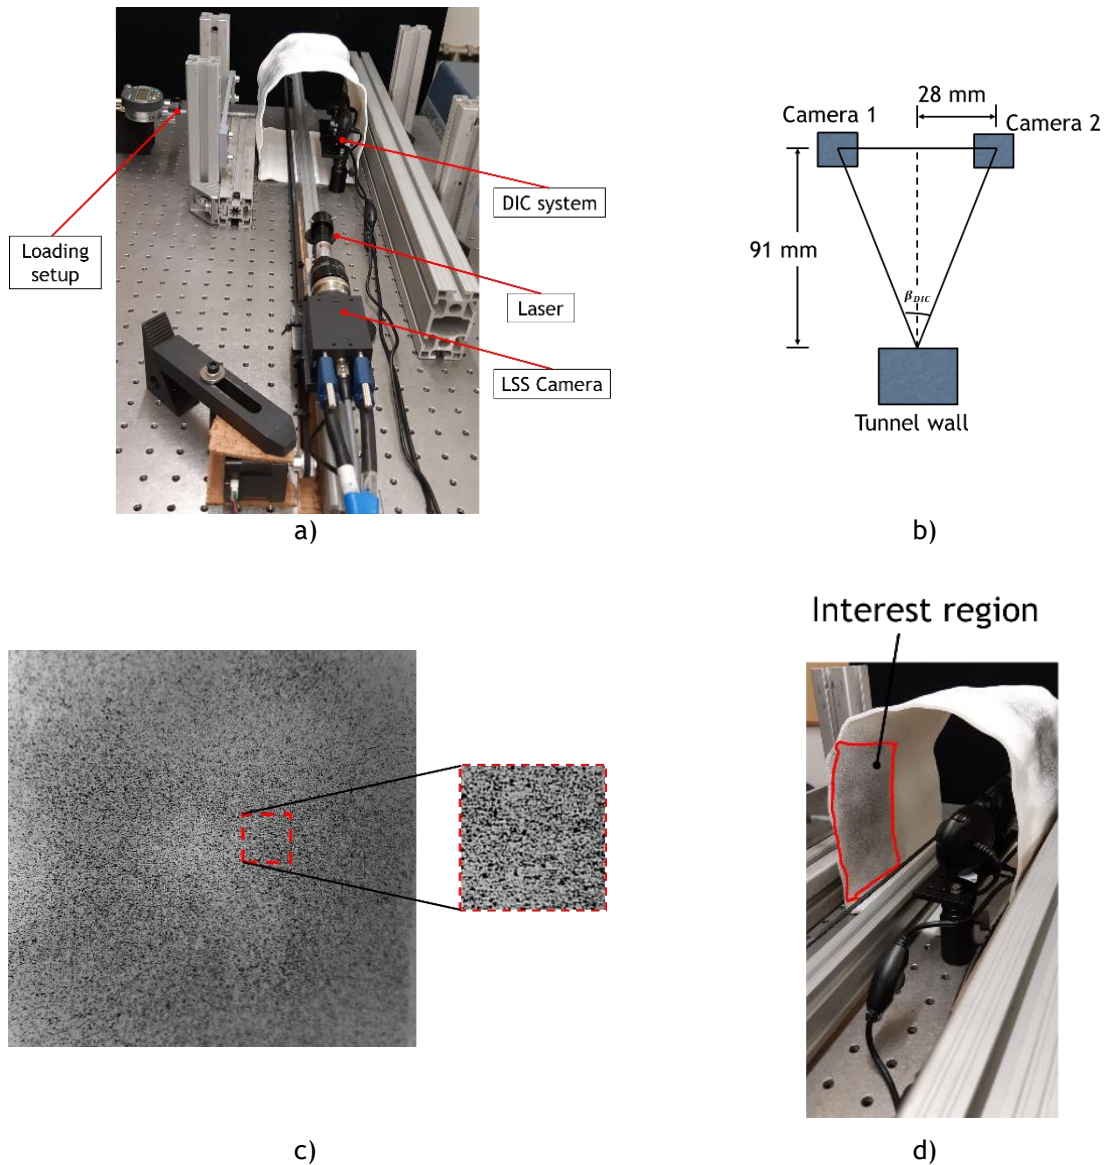 Loading
setup
DIC system
Laser
LSS Camera
a)
28 mm
Camera 1
Camera 2
91 mm
β_DIC
Tunnel wall
b)
c)
Interest region
d)